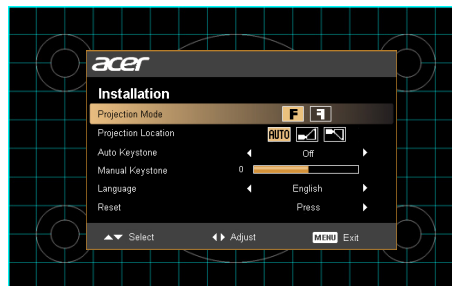 acer
Installation
Projection Mode F F
Projection Location AUTO
Auto Keystone Off
Manual Keystone 0
Language English
Reset Press
Select Adjust MENU Exit